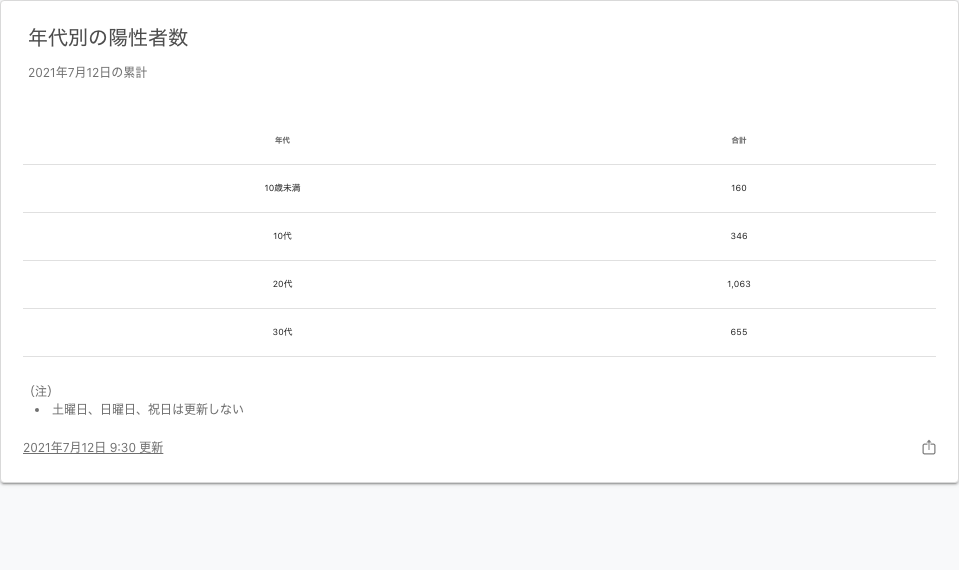 年代別の陽性者数
2021年7月12日の累計
年代 合計
10歳未満 160
10代 346
20代 1,063
30代 655
（注）
• 土曜日、日曜日、祝日は更新しない
2021年7月12日 9:30 更新